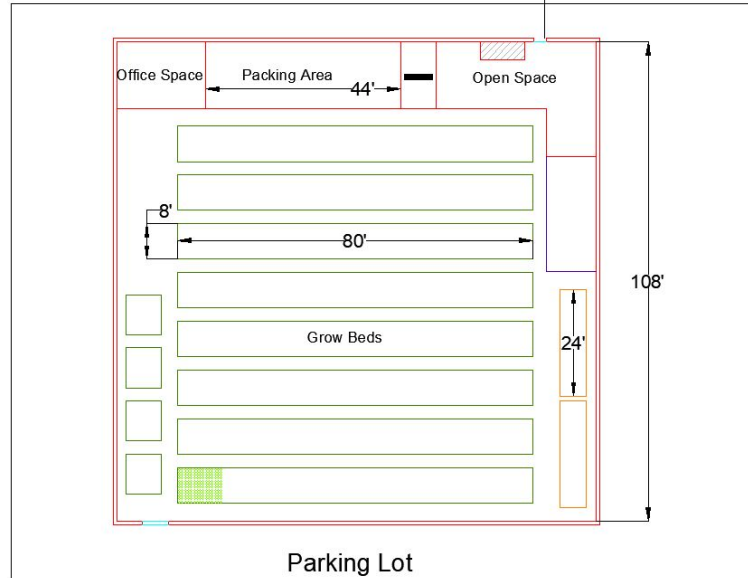 Office Space
Packing Area
Open Space
44'
8'
80'
108'
Grow Beds
24'
Parking Lot